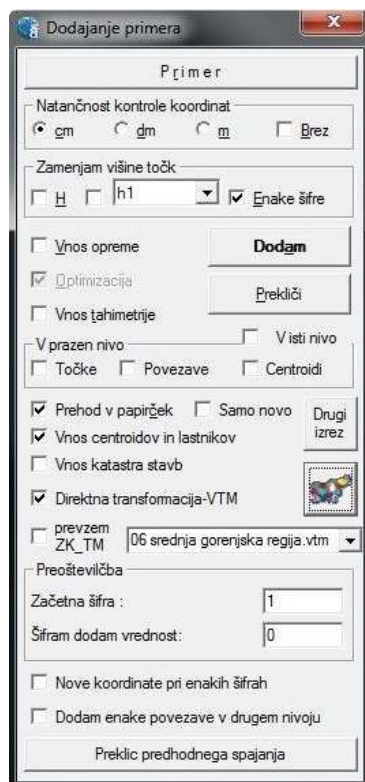 Dodajanje primera
Primer
Natančnost kontrole koordinat
cm dm m Brez
Zamenjam višine točk
H h1 Enake šifre
Vnos opreme Dodam
Optimizacija Prekliči
Vnos tahimetrije
V prazen nivo V isti nivo
Točke Povezave Centroidi
Prehod v papirček Samo novo Drugi izrez
Vnos centroidov in lastnikov
Vnos katastra stavb
Direktna transformacija-VTM
prevzem
ZK_TM 06 srednja gorenjska regija.vtm
Preoštevilčba
Začetna šifra : 1
Šifram dodam vrednost: 0
Nove koordinate pri enakih šifrah
Dodam enake povezave v drugem nivoju
Preklic predhodnega spajanja